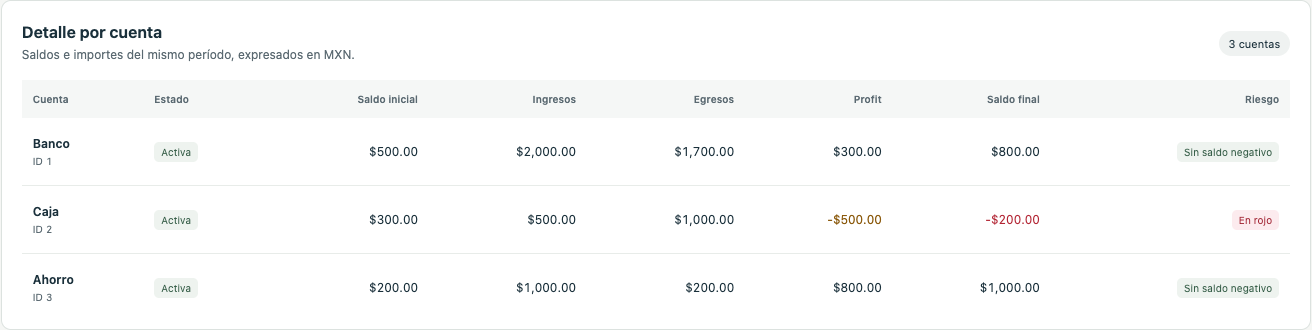 Detalle por cuenta
Saldos e importes del mismo período, expresados en MXN.
3 cuentas
Cuenta Estado Saldo inicial Ingresos Egresos Profit Saldo final Riesgo
Banco
ID 1
Activa $500.00 $2,000.00 $1,700.00 $300.00 $800.00 Sin saldo negativo
Caja
ID 2
Activa $300.00 $500.00 $1,000.00 -$500.00 -$200.00 En rojo
Ahorro
ID 3
Activa $200.00 $1,000.00 $200.00 $800.00 $1,000.00 Sin saldo negativo